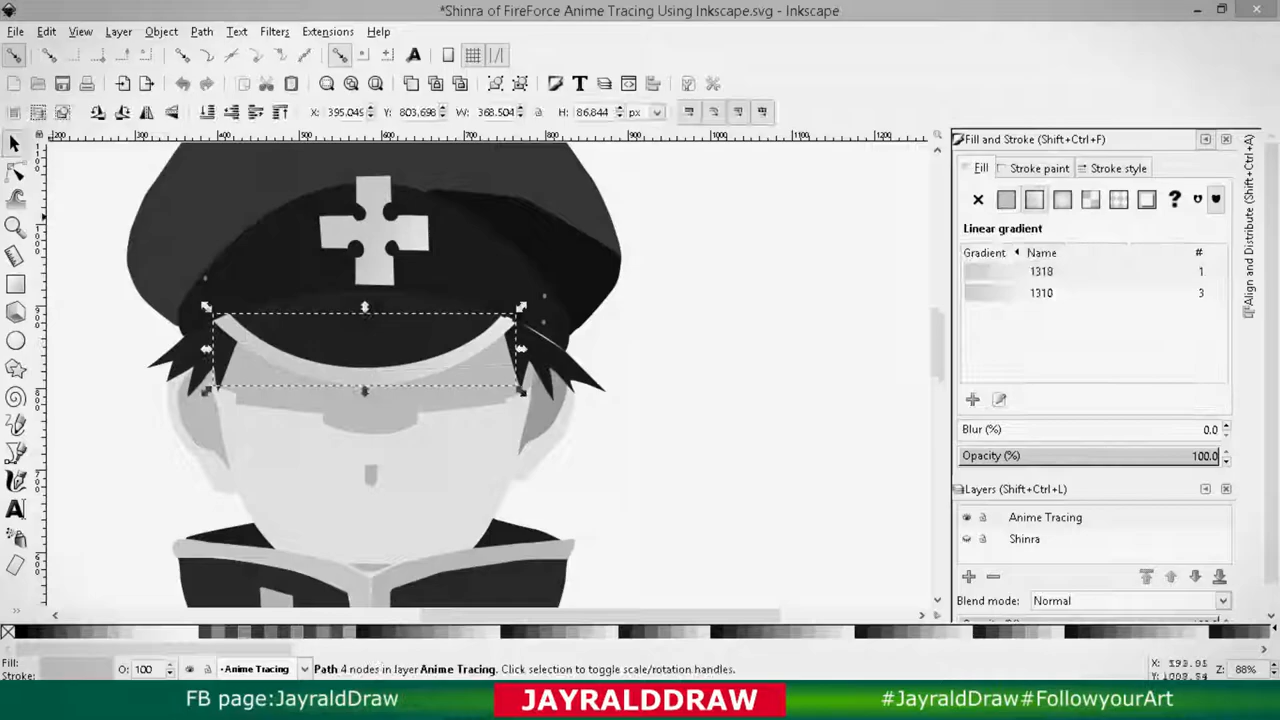 *Shinra of FireForce Anime Tracing Using Inkscape.svg - Inkscape
File Edit View Layer Object Path Text Filters Extensions Help
X: 395.049 Y: 803.698 W: 368.504 H: 86.844 px
Fill and Stroke (Shift+Ctrl+F)
Fill Stroke paint Stroke style
Linear gradient
Gradient Name #
1318 1
1310 3
Blur (%) 0.0
Opacity (%) 100.0
Layers (Shift+Ctrl+L)
Anime Tracing
Shinra
Blend mode: Normal
Align and Distribute (Shift+Ctrl+A)
Fill: O: 100 Anime Tracing Path 4 nodes in layer Anime Tracing. Click selection to toggle scale/rotation handles. Z: 88%
Stroke:
FB page:JayraldDraw JAYRALDDRAW #JayraldDraw#FollowyourArt